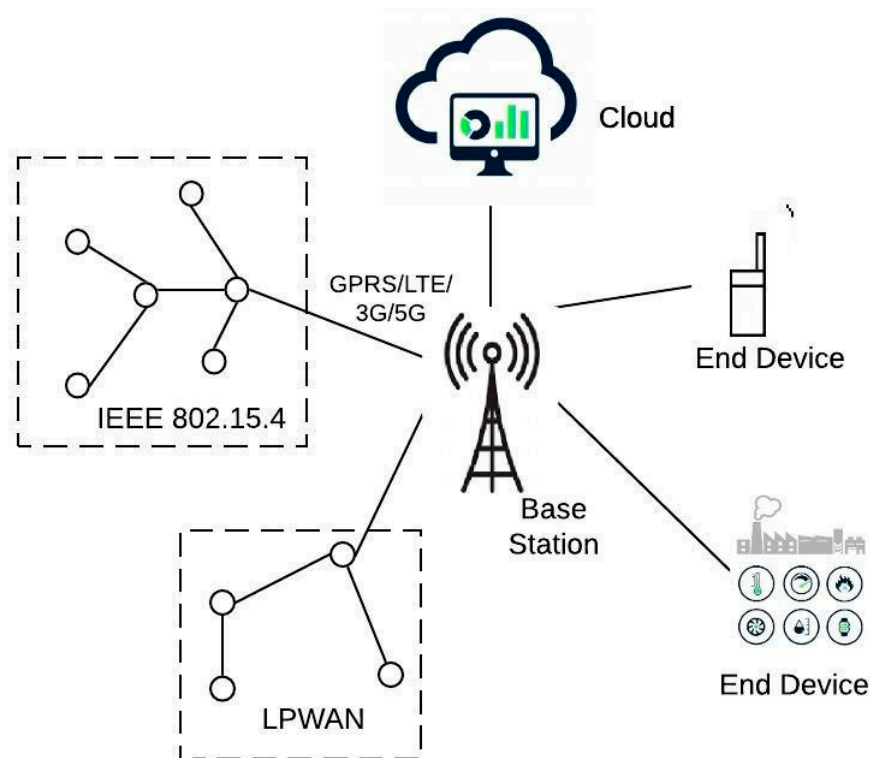 Cloud
GPRS/LTE/
3G/5G
End Device
IEEE 802.15.4
Base
Station
End Device
LPWAN